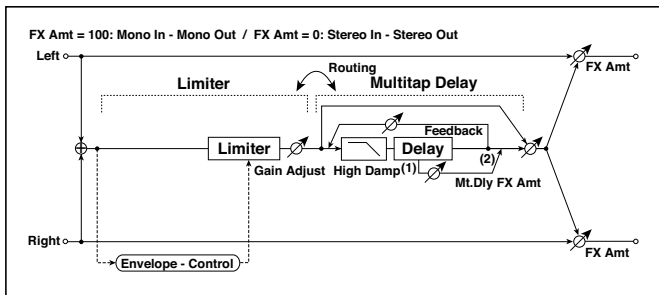 FX Amt = 100: Mono In - Mono Out / FX Amt = 0: Stereo In - Stereo Out
Left
FX Amt
Routing
Limiter
Multitap Delay
Feedback
Limiter
Delay
Gain Adjust
High Damp
(1)
(2)
Mt.Dly FX Amt
Right
FX Amt
Envelope - Control